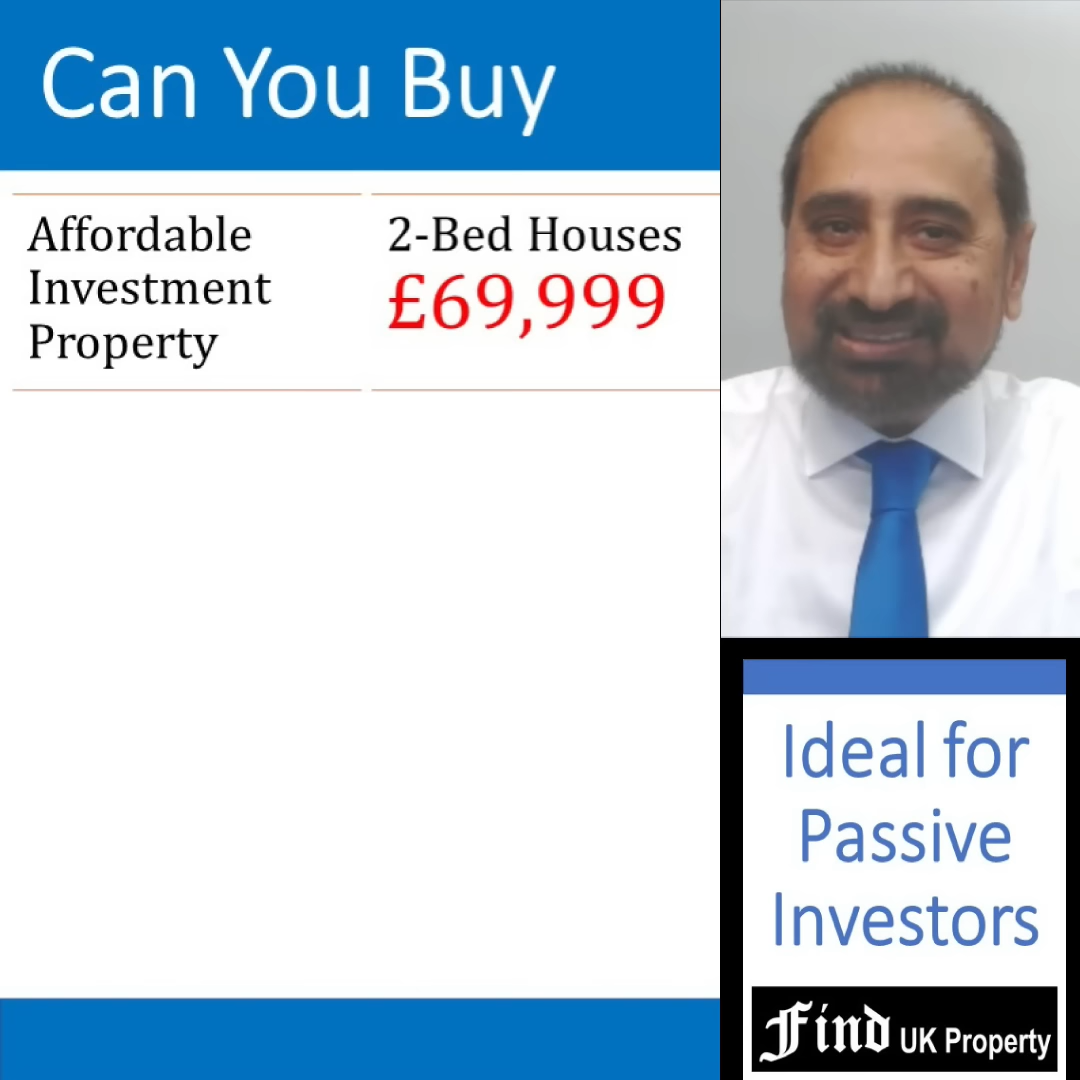 Can You Buy
Affordable
Investment
Property
2-Bed Houses
£69,999
Ideal for
Passive
Investors
Find UK Property